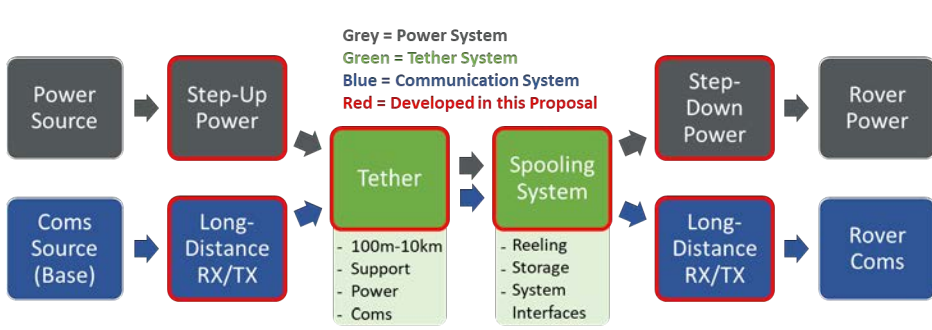 Grey = Power System
Green = Tether System
Blue = Communication System
Red = Developed in this Proposal
Power
Source
Step-Up
Power
Tether
- 100m-10km
- Support
- Power
- Coms
Spooling
System
- Reeling
- Storage
- System
Interfaces
Step-
Down
Power
Rover
Power
Coms
Source
(Base)
Long-
Distance
RX/TX
Long-
Distance
RX/TX
Rover
Coms